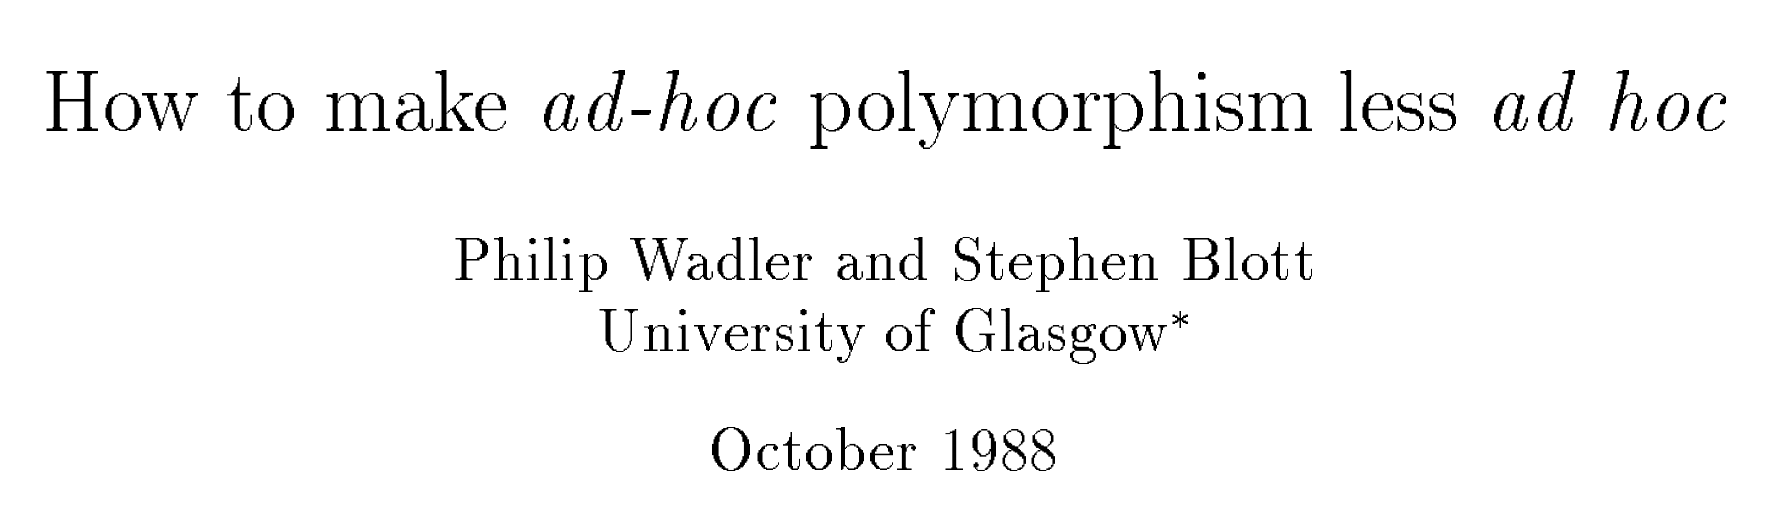 How to make ad-hoc polymorphism less ad hoc
Philip Wadler and Stephen Blott
University of Glasgow*
October 1988